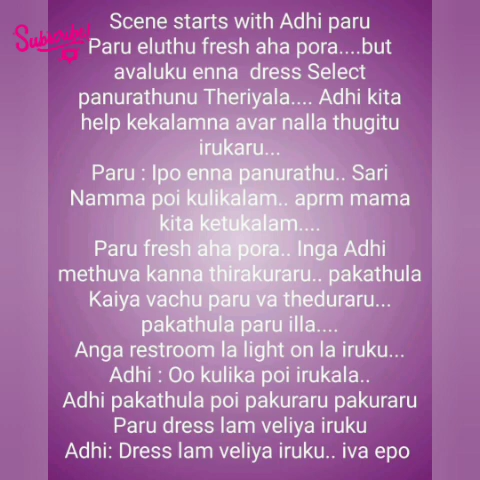 Subscribe
Scene starts with Adhi paru
Paru eluthu fresh aha pora....but
avaluku enna dress Select
panurathunu Theriyala.... Adhi kita
help kekalamna avar nalla thugitu
irukaru...
Paru : Ipo enna panurathu.. Sari
Namma poi kulikalam.. aprm mama
kita ketukalam....
Paru fresh aha pora.. Inga Adhi
methuva kanna thirakuraru.. pakathula
Kaiya vachu paru va theduraru...
pakathula paru illa....
Anga restroom la light on la iruku...
Adhi : Oo kulika poi irukala..
Adhi pakathula poi pakuraru pakuraru
Paru dress lam veliya iruku
Adhi: Dress lam veliya iruku.. iva epo